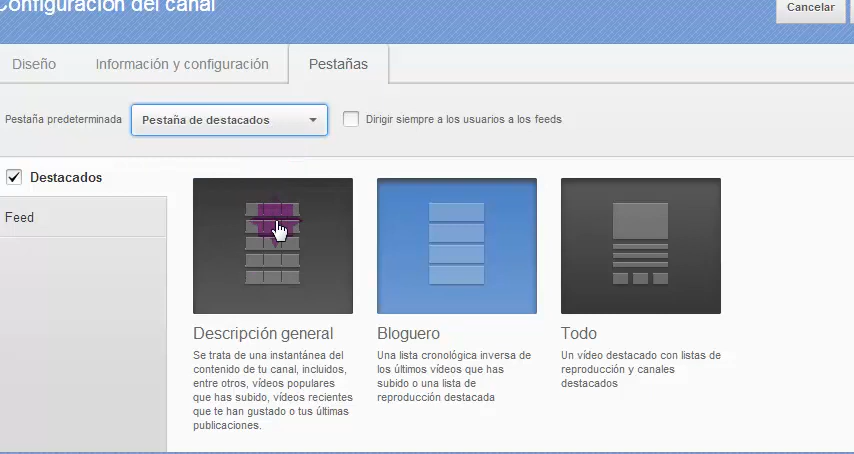 Configuración del canal
Cancelar
Diseño
Información y configuración
Pestañas
Pestaña predeterminada
Pestaña de destacados
Dirigir siempre a los usuarios a los feeds
Destacados
Feed
Descripción general
Se trata de una instantánea del
contenido de tu canal, incluidos,
entre otros, vídeos populares
que has subido, vídeos recientes
que te han gustado o tus últimas
publicaciones.
Bloguero
Una lista cronológica inversa de
los últimos vídeos que has
subido o una lista de
reproducción destacada
Todo
Un vídeo destacado con listas de
reproducción y canales
destacados